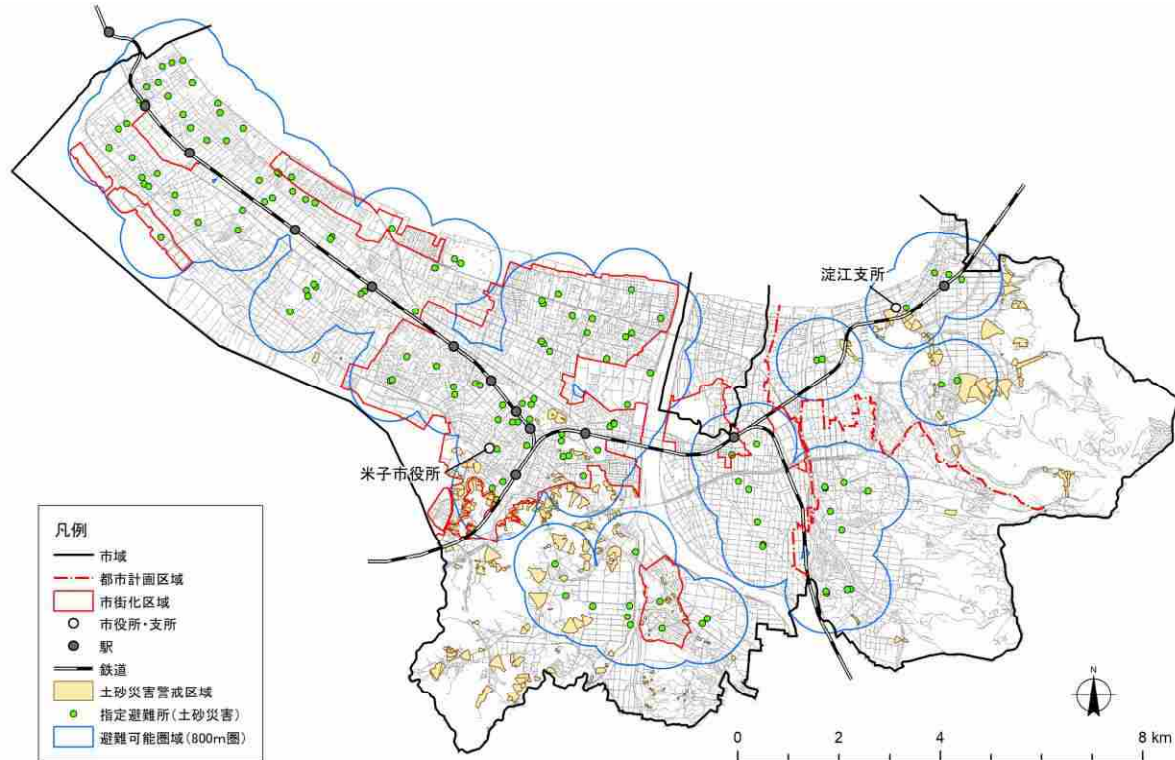 淀江支所
米子市役所
凡例
市域
都市計画区域
市街化区域
市役所・支所
駅
鉄道
土砂災害警戒区域
指定避難所(土砂災害)
避難可能圏域(800m圏)
N
0 2 4 8 km